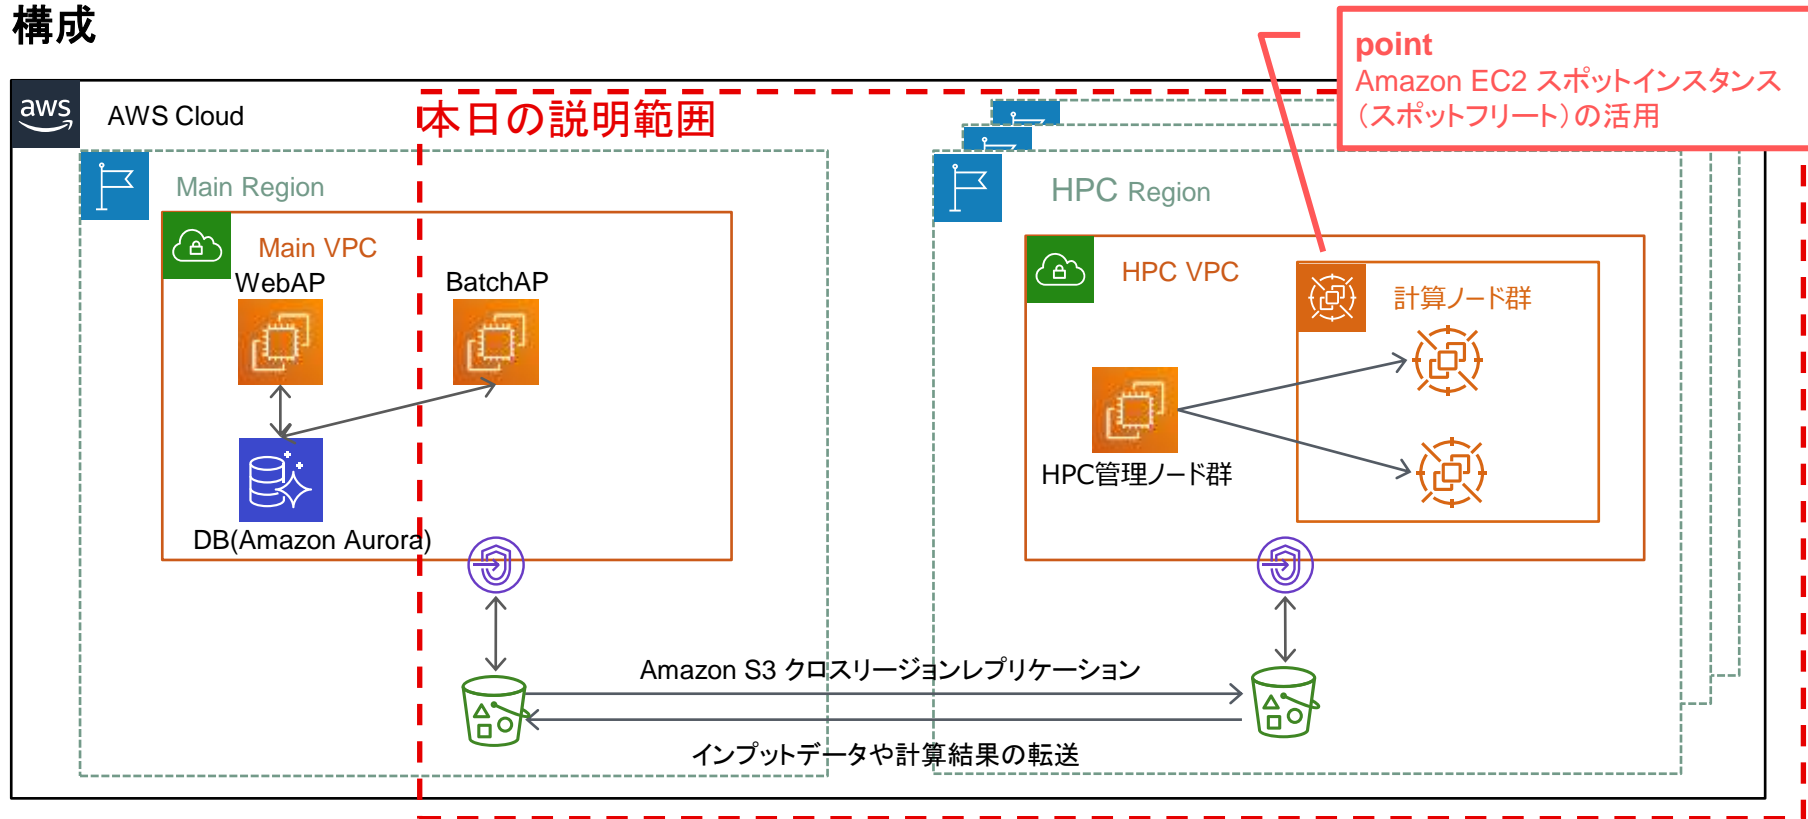 構成
point
Amazon EC2 スポットインスタンス
（スポットフリート）の活用
aws
AWS Cloud
本日の説明範囲
Main Region
HPC Region
Main VPC
WebAP
BatchAP
HPC VPC
計算ノード群
HPC管理ノード群
DB(Amazon Aurora)
Amazon S3 クロスリージョンレプリケーション
インプットデータや計算結果の転送